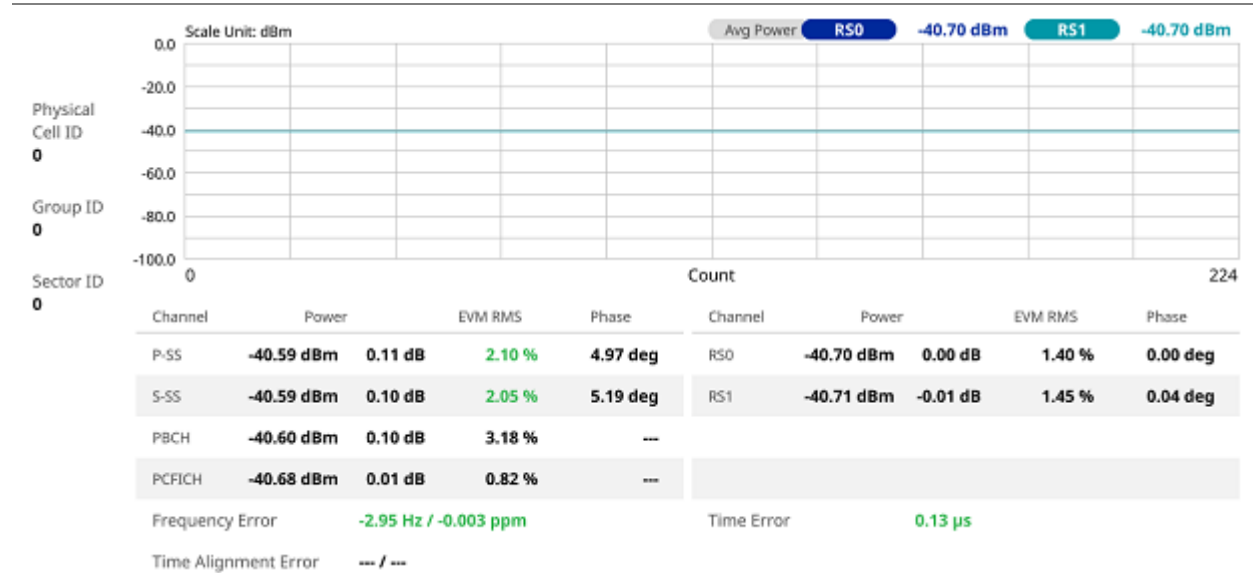 Scale Unit: dBm Avg Power RS0 -40.70 dBm RS1 -40.70 dBm
0.0
-20.0
Physical
Cell ID
0
-40.0
-60.0
Group ID
0
-80.0
-100.0
0 Count 224
Sector ID
0
Channel Power EVM RMS Phase Channel Power EVM RMS Phase
P-SS -40.59 dBm 0.11 dB 2.10 % 4.97 deg RS0 -40.70 dBm 0.00 dB 1.40 % 0.00 deg
S-SS -40.59 dBm 0.10 dB 2.05 % 5.19 deg RS1 -40.71 dBm -0.01 dB 1.45 % 0.04 deg
PBCH -40.60 dBm 0.10 dB 3.18 % ---
PCFICH -40.68 dBm 0.01 dB 0.82 % ---
Frequency Error -2.95 Hz / -0.003 ppm Time Error 0.13 µs
Time Alignment Error --- / ---